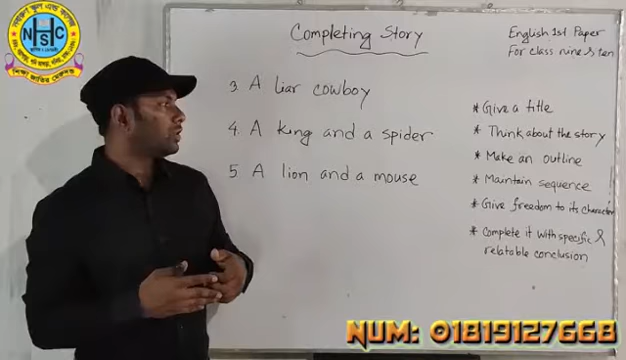 Completing Story
English 1st Paper
For class nine & ten
3. A liar cowboy
4. A king and a spider
5 A lion and a mouse
* Give a title
* Think about the story
* Make an outline
* Maintain sequence
* Give freedom to its character
* Complete it with specific &
relatable conclusion
NHSC
শিক্ষা জাতির মেরুদন্ড
NUM: 01819127668